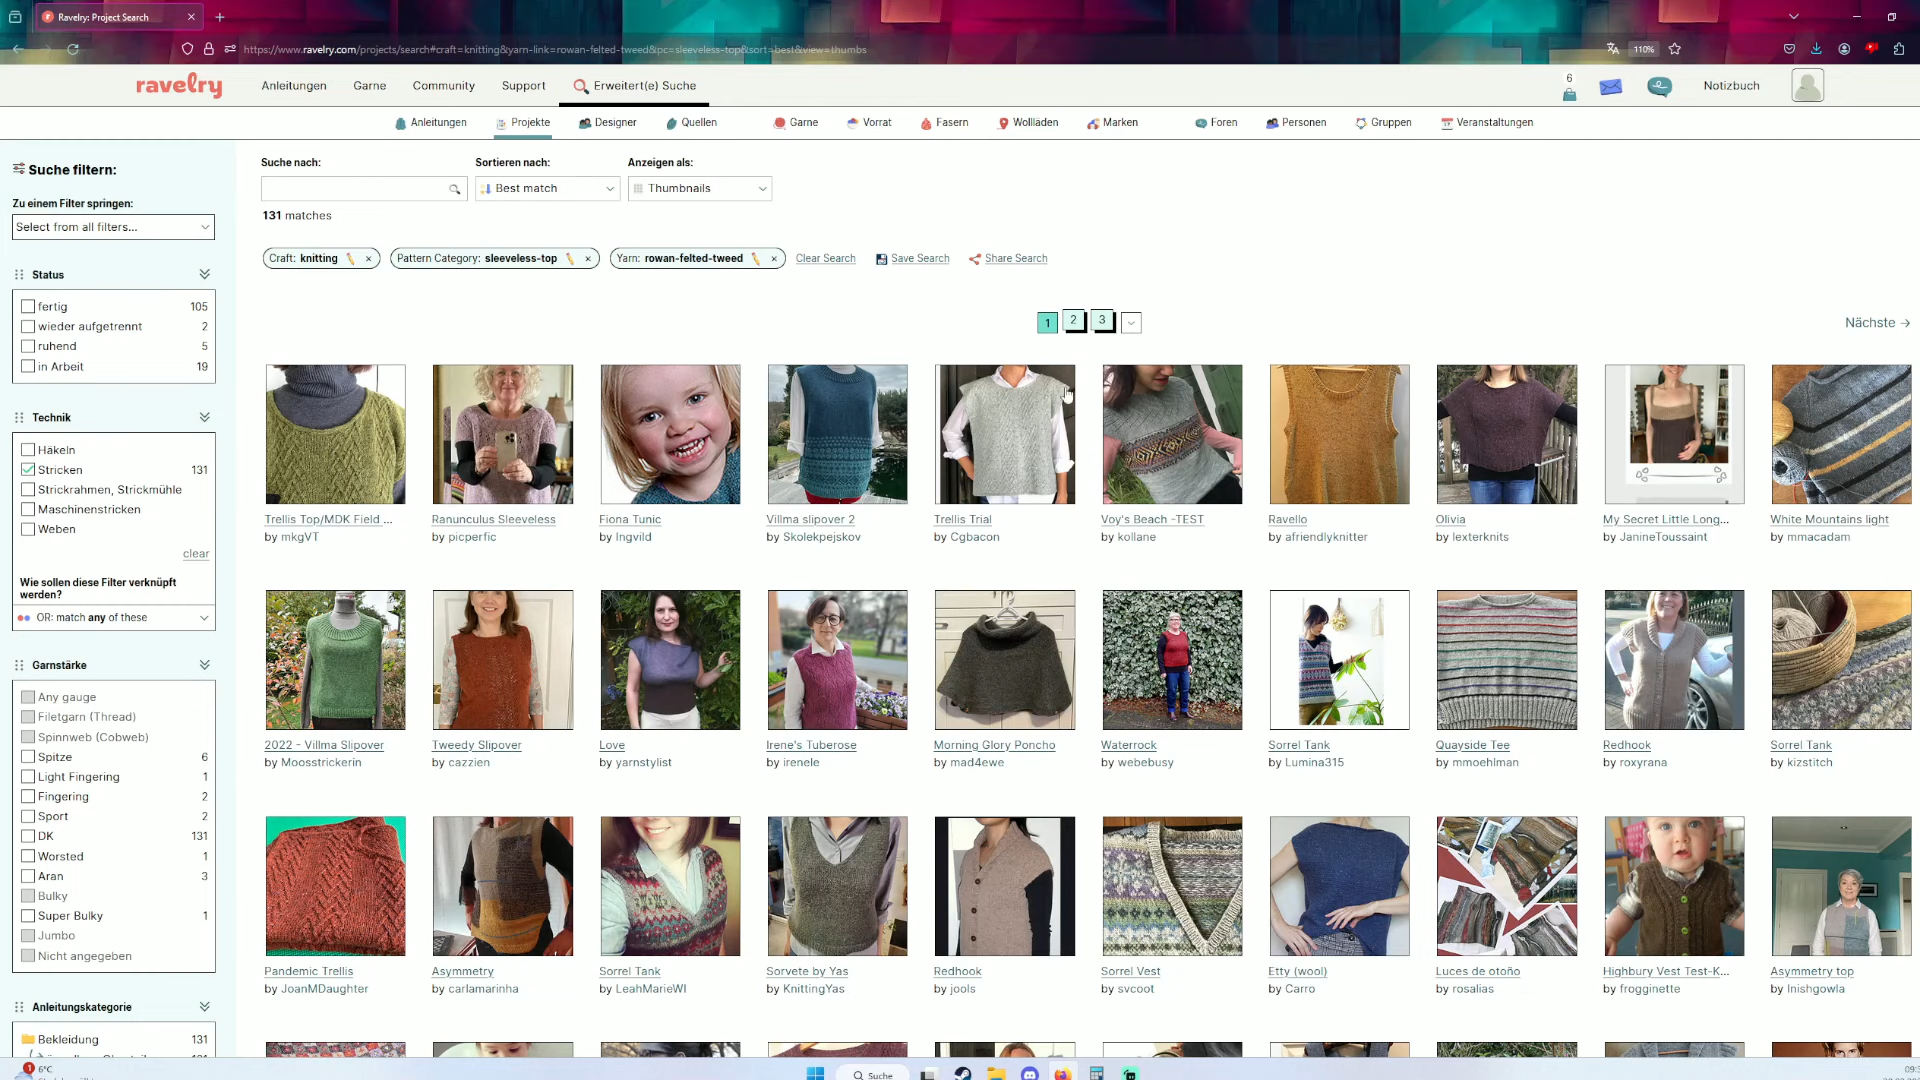 Ravelry: Project Search
https://www.ravelry.com/projects/search#craft=knitting&yarn-link=rowan-felted-tweed&pc=sleeveless-top&sort=best&view=thumbs
110%
ravelry
Anleitungen
Garne
Community
Support
Erweitert(e) Suche
6
Notizbuch
Anleitungen
Projekte
Designer
Quellen
Garne
Vorrat
Fasern
Wollläden
Marken
Foren
Personen
Gruppen
Veranstaltungen
Suche filtern:
Zu einem Filter springen:
Select from all filters...
Status
fertig 105
wieder aufgetrennt 2
ruhend 5
in Arbeit 19
Technik
Häkeln
Stricken 131
Strickrahmen, Strickmühle
Maschinenstricken
Weben
clear
Wie sollen diese Filter verknüpft
werden?
OR: match any of these
Garnstärke
Any gauge
Filetgarn (Thread)
Spinnweb (Cobweb)
Spitze 6
Light Fingering 1
Fingering 2
Sport 2
DK 131
Worsted 1
Aran 3
Bulky
Super Bulky 1
Jumbo
Nicht angegeben
Anleitungskategorie
Bekleidung 131
Suche nach:
Sortieren nach:
Best match
Anzeigen als:
Thumbnails
131 matches
Craft: knitting
Pattern Category: sleeveless-top
Yarn: rowan-felted-tweed
Clear Search
Save Search
Share Search
1 2 3
Nächste →
Trellis Top/MDK Field ...
by mkgVT
Ranunculus Sleeveless
by picperfic
Fiona Tunic
by Ingvild
Villma slipover 2
by Skolekpejskov
Trellis Trial
by Cgbacon
Voy's Beach -TEST
by kollane
Ravello
by afriendlyknitter
Olivia
by lexterknits
My Secret Little Long...
by JanineToussaint
White Mountains light
by mmacadam
2022 - Villma Slipover
by Moosstrickerin
Tweedy Slipover
by cazzien
Love
by yarnstylist
Irene's Tuberose
by irenele
Morning Glory Poncho
by mad4ewe
Waterrock
by webebusy
Sorrel Tank
by Lumina315
Quayside Tee
by mmoehlman
Redhook
by roxyrana
Sorrel Tank
by kizstitch
Pandemic Trellis
by JoanMDaughter
Asymmetry
by carlamarinha
Sorrel Tank
by LeahMarieWI
Sorvete by Yas
by KnittingYas
Redhook
by jools
Sorrel Vest
by svcoot
Etty (wool)
by Carro
Luces de otoño
by rosalias
Highbury Vest Test-K...
by frogginette
Asymmetry top
by Inishgowla
1
6°C
Suche